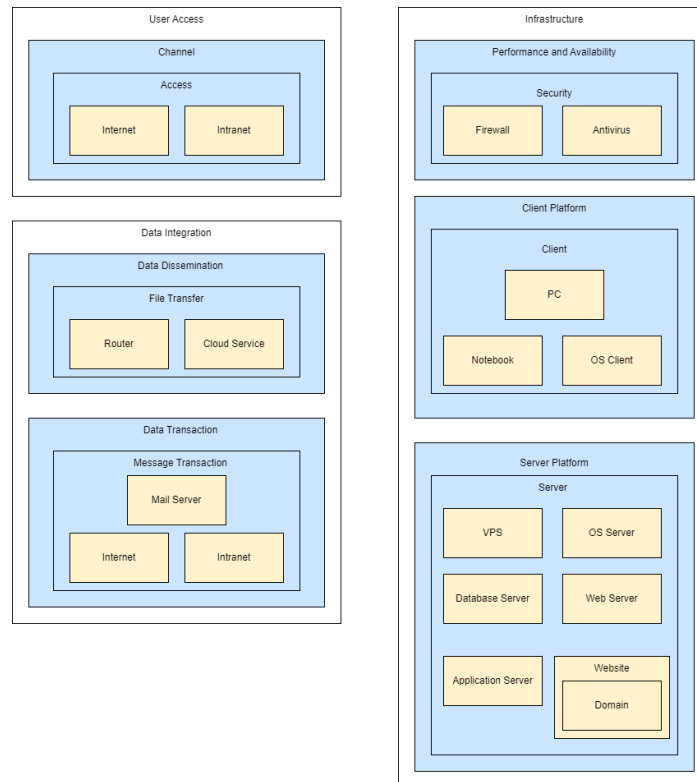 User Access
Channel
Access
Internet
Intranet
Data Integration
Data Dissemination
File Transfer
Router
Cloud Service
Data Transaction
Message Transaction
Mail Server
Internet
Intranet
Infrastructure
Performance and Availability
Security
Firewall
Antivirus
Client Platform
Client
PC
Notebook
OS Client
Server Platform
Server
VPS
OS Server
Database Server
Web Server
Application Server
Website
Domain